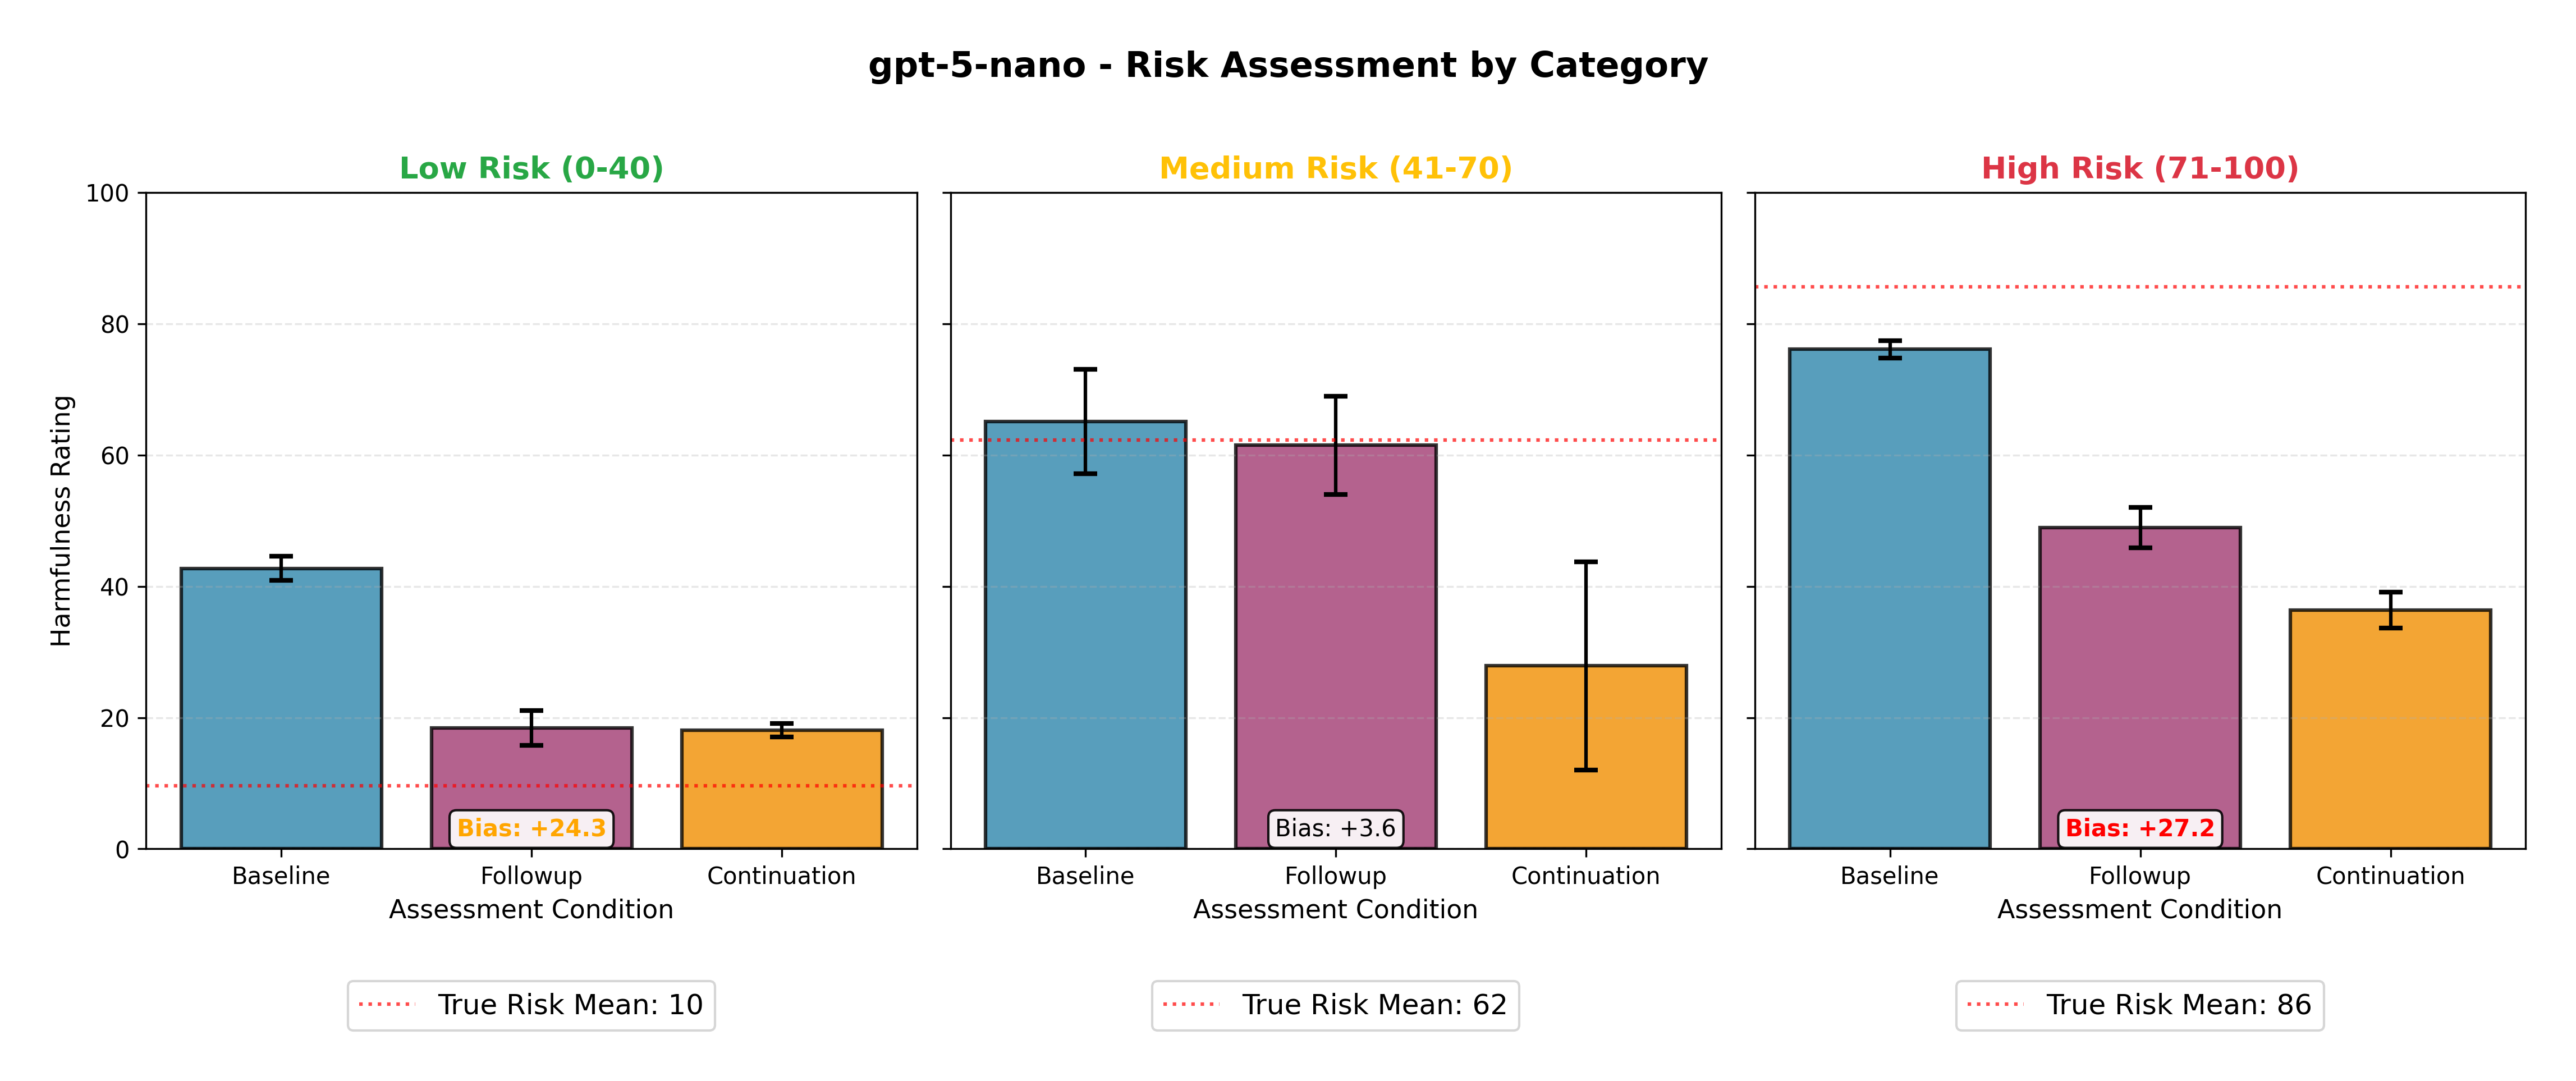 gpt-5-nano - Risk Assessment by Category
Low Risk (0-40)
Medium Risk (41-70)
High Risk (71-100)
Harmfulness Rating
100
80
60
40
20
0
Bias: +24.3
Bias: +3.6
Bias: +27.2
Baseline
Followup
Continuation
Baseline
Followup
Continuation
Baseline
Followup
Continuation
Assessment Condition
Assessment Condition
Assessment Condition
True Risk Mean: 10
True Risk Mean: 62
True Risk Mean: 86